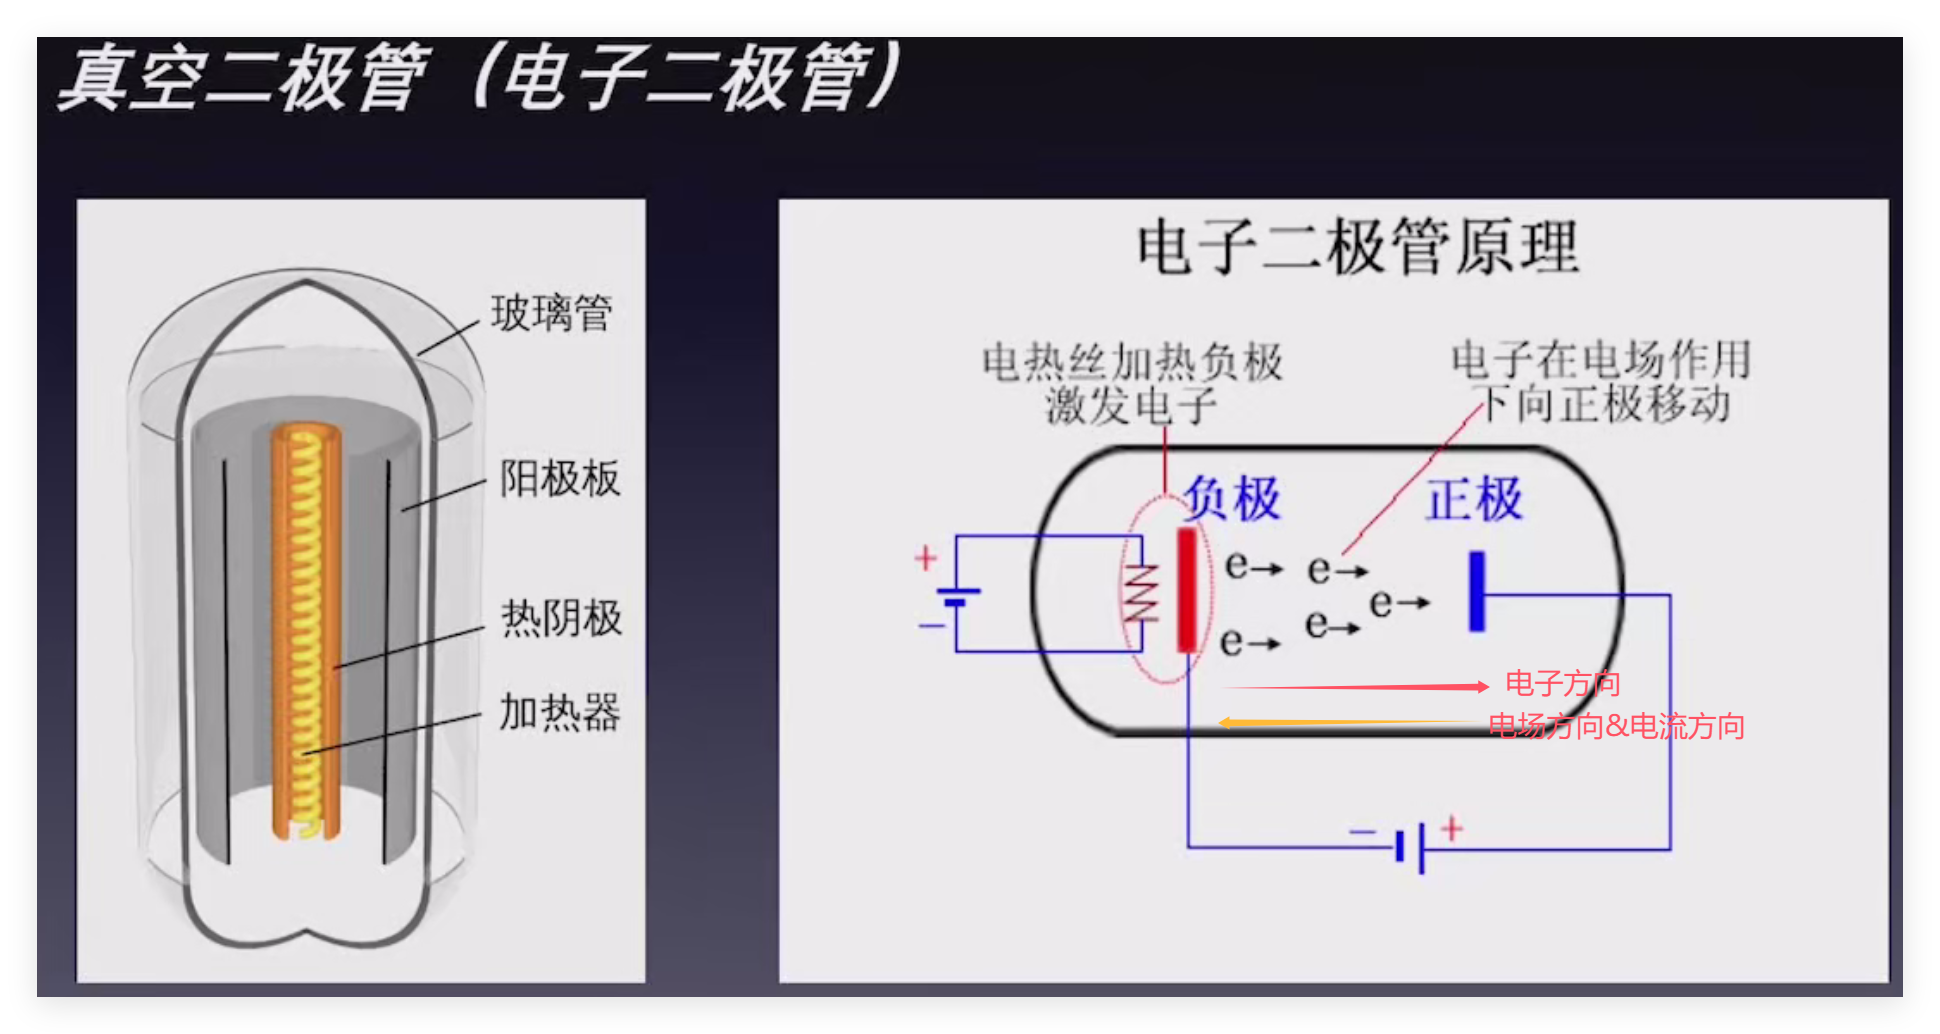 真空二极管（电子二极管）
玻璃管
阳极板
热阴极
加热器
电子二极管原理
电热丝加热负极
激发电子
电子在电场作用
下向正极移动
负极
正极
+
−
e→
e→
e→
e→
e→
电子方向
电场方向&电流方向
−
+